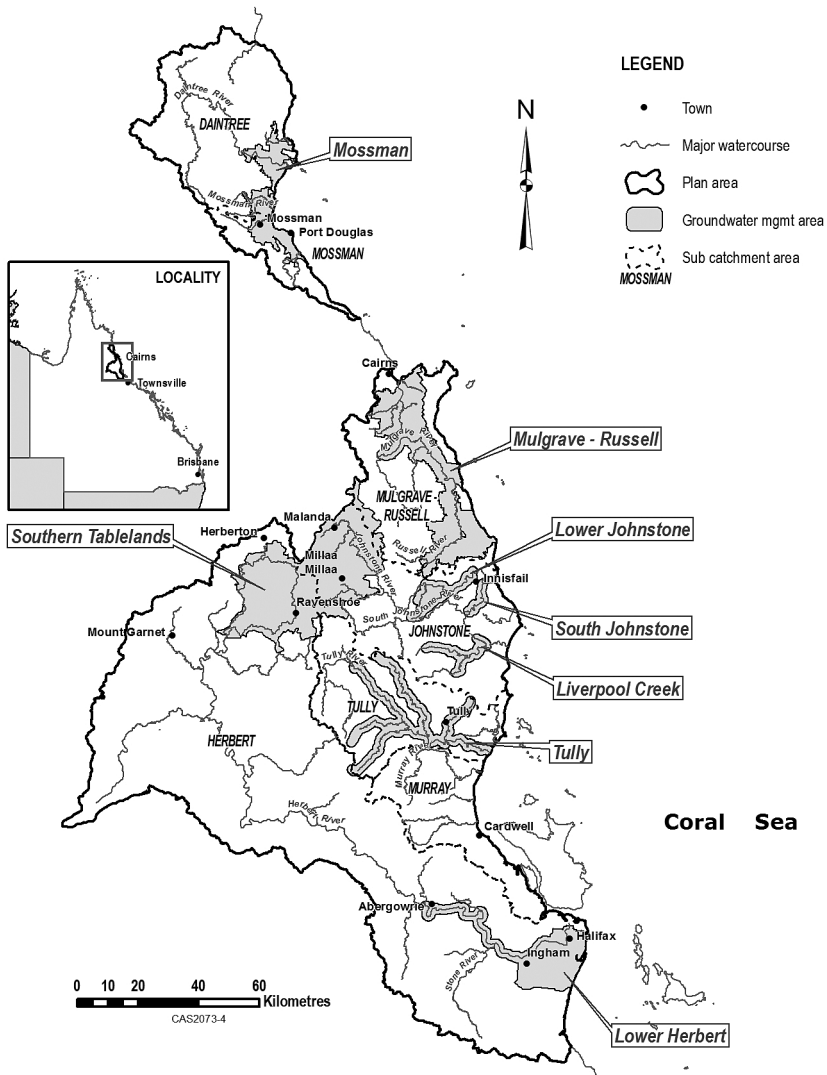 LEGEND
Town
Major watercourse
Plan area
Groundwater mgmt area
Sub catchment area
MOSSMAN
N
Daintree River
DAINTREE
Mossman
Mossman River
Mossman
Port Douglas
MOSSMAN
LOCALITY
Cairns
Townsville
Brisbane
Cairns
Mulgrave River
Mulgrave - Russell
MULGRAVE -
RUSSELL
Russell River
Malanda
Herberton
Southern Tablelands
Lower Johnstone
Millaa
Millaa
Johnstone River
Innisfail
Ravenshoe
South Johnstone River
South Johnstone
Mount Garnet
JOHNSTONE
Tully River
Liverpool Creek
TULLY
Tully
HERBERT
Tully
Murray River
MURRAY
Herbert River
Cardwell
Coral Sea
Abergowrie
Halifax
Ingham
Stone River
0 10 20 40 60
Kilometres
CAS2073-4
Lower Herbert